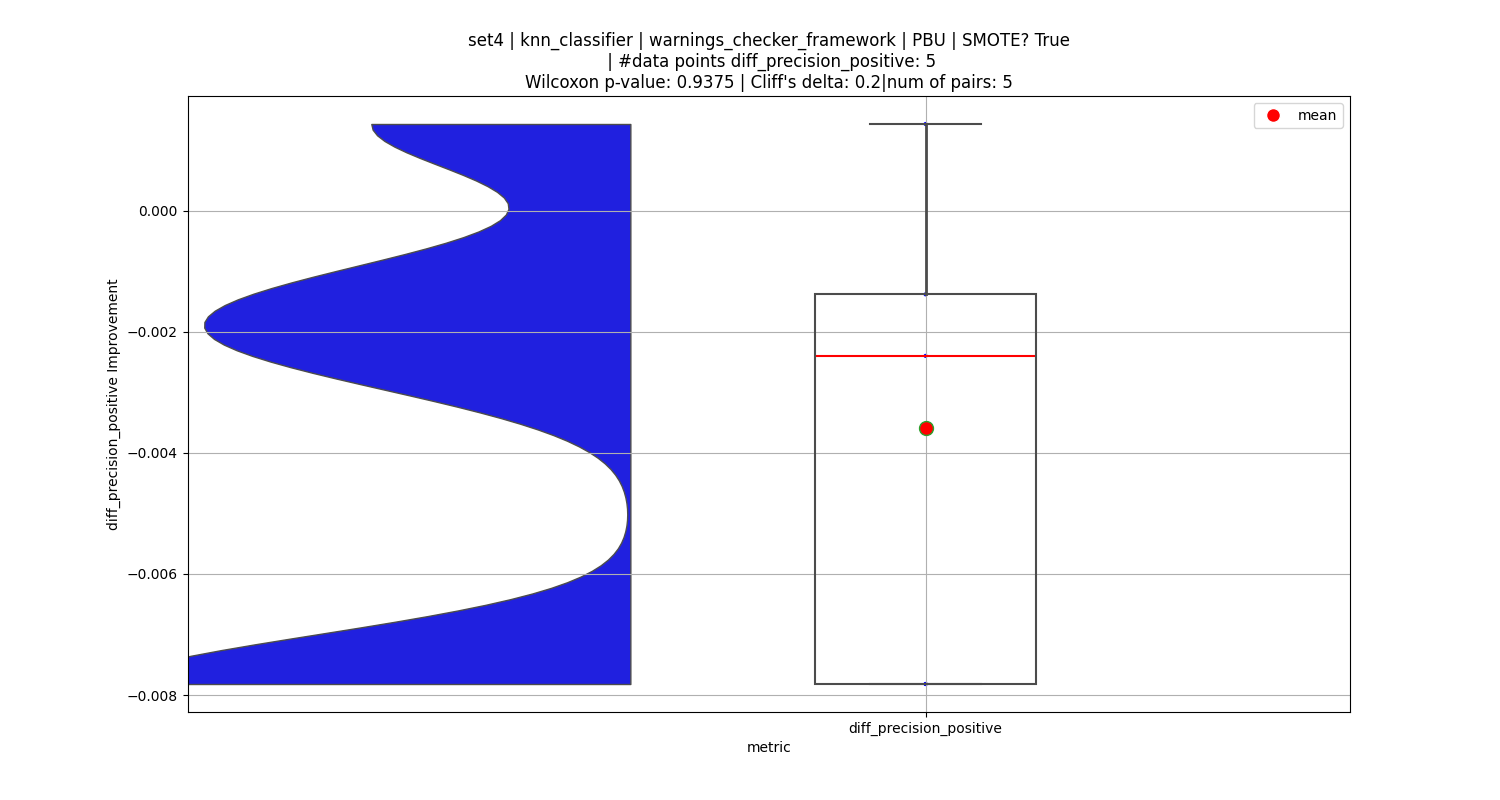 set4 | knn_classifier | warnings_checker_framework | PBU | SMOTE? True
| #data points diff_precision_positive: 5
Wilcoxon p-value: 0.9375 | Cliff's delta: 0.2|num of pairs: 5
mean
0.000
−0.002
−0.004
−0.006
−0.008
diff_precision_positive Improvement
diff_precision_positive
metric